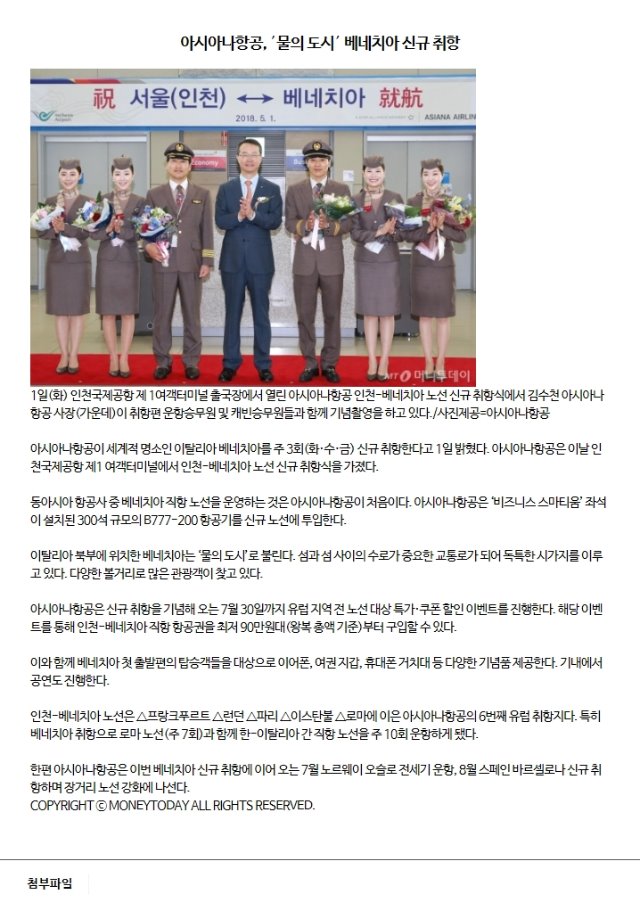 아시아나항공, ′물의 도시′ 베네치아 신규 취항
祝 서울(인천) ↔ 베네치아 就航
2018. 5. 1.
ASIANA AIRLIN
Economy
Busi
MT 머니투데이
1일(화) 인천국제공항 제 1여객터미널 출국장에서 열린 아시아나항공 인천-베네치아 노선 신규 취항식에서 김수천 아시아나
항공 사장(가운데)이 취항편 운항승무원 및 캐빈승무원들과 함께 기념촬영을 하고 있다./사진제공=아시아나항공
아시아나항공이 세계적 명소인 이탈리아 베네치아를 주 3회(화·수·금) 신규 취항한다고 1일 밝혔다. 아시아나항공은 이날 인
천국제공항 제1 여객터미널에서 인천-베네치아 노선 신규 취항식을 가졌다.
동아시아 항공사 중 베네치아 직항 노선을 운영하는 것은 아시아나항공이 처음이다. 아시아나항공은 ‘비즈니스 스마티움’ 좌석
이 설치된 300석 규모의 B777-200 항공기를 신규 노선에 투입한다.
이탈리아 북부에 위치한 베네치아는 ‘물의 도시’로 불린다. 섬과 섬 사이의 수로가 중요한 교통로가 되어 독특한 시가지를 이루
고 있다. 다양한 볼거리로 많은 관광객이 찾고 있다.
아시아나항공은 신규 취항을 기념해 오는 7월 30일까지 유럽 지역 전 노선 대상 특가·쿠폰 할인 이벤트를 진행한다. 해당 이벤
트를 통해 인천-베네치아 직항 항공권을 최저 90만원대(왕복 총액 기준)부터 구입할 수 있다.
이와 함께 베네치아 첫 출발편의 탑승객들을 대상으로 이어폰, 여권 지갑, 휴대폰 거치대 등 다양한 기념품 제공한다. 기내에서
공연도 진행한다.
인천-베네치아 노선은 △프랑크푸르트 △런던 △파리 △이스탄불 △로마에 이은 아시아나항공의 6번째 유럽 취항지다. 특히
베네치아 취항으로 로마 노선(주 7회)과 함께 한-이탈리아 간 직항 노선을 주 10회 운항하게 됐다.
한편 아시아나항공은 이번 베네치아 신규 취항에 이어 오는 7월 노르웨이 오슬로 전세기 운항, 8월 스페인 바르셀로나 신규 취
항하며 장거리 노선 강화에 나선다.
COPYRIGHT ⓒ MONEYTODAY ALL RIGHTS RESERVED.
첨부파일